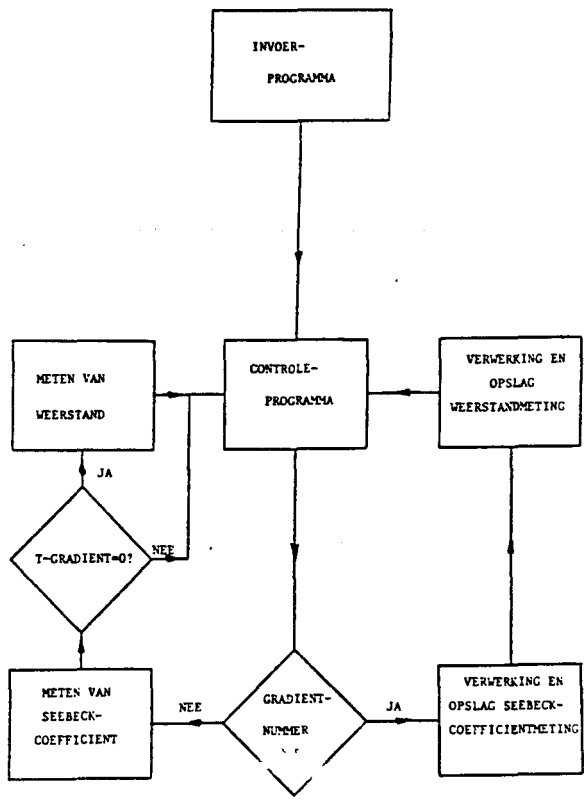 INVOER-
PROGRAMMA
CONTROLE-
PROGRAMMA
METEN VAN
WEERSTAND
VERWERKING EN
OPSLAG
WEERSTANDMETING
JA
T-GRADIENT=0?
NEE
METEN VAN
SEEBECK-
COEFFICIENT
NEE
GRADIENT-
NUMMER
JA
VERWERKING EN
OPSLAG SEEBECK-
COEFFICIENTMETING